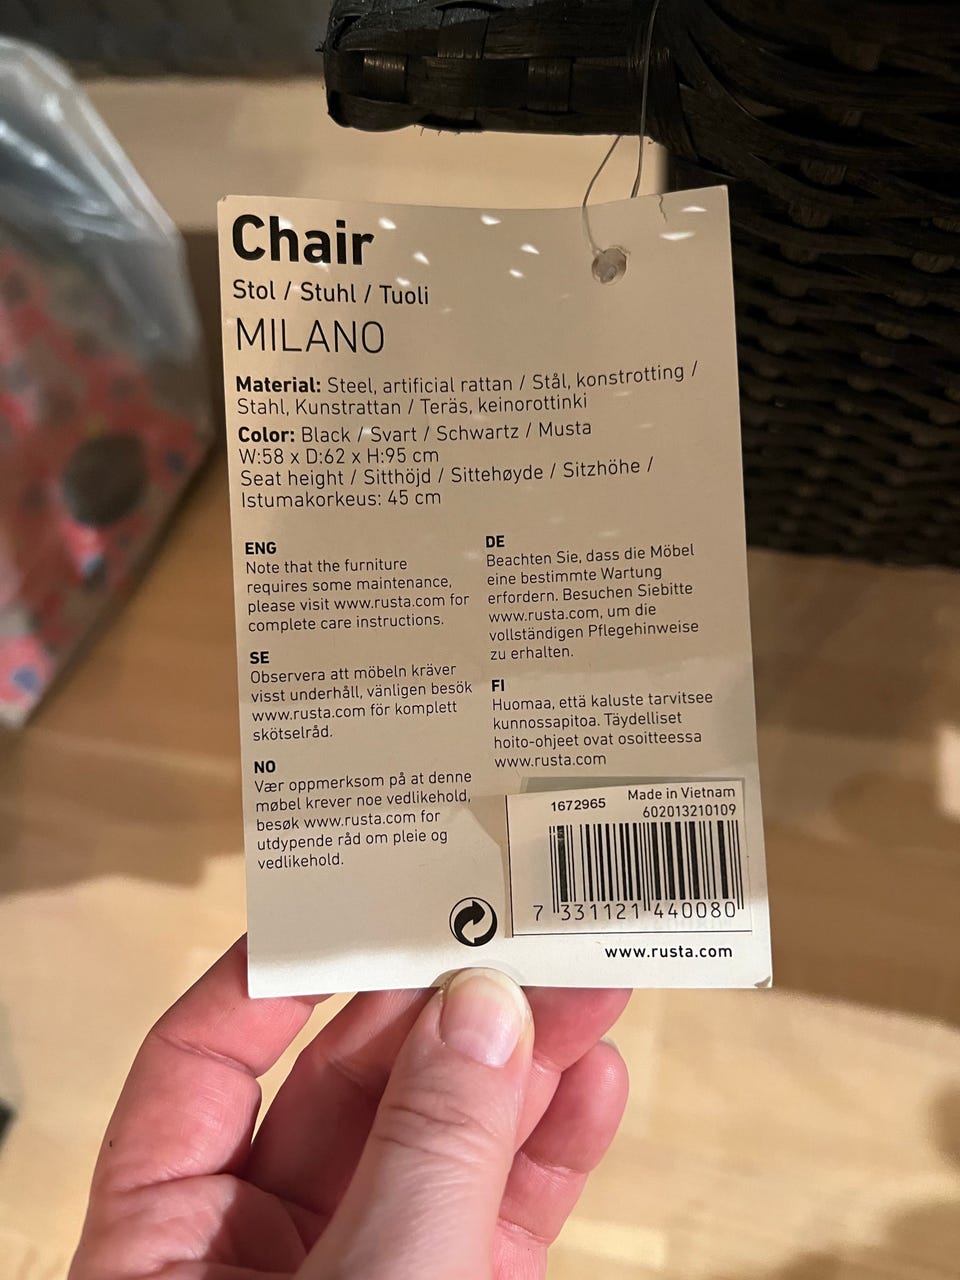 Chair
Stol / Stuhl / Tuoli
MILANO
Material: Steel, artificial rattan / Stål, konstrotting /
Stahl, Kunstrattan / Teräs, keinorottinki
Color: Black / Svart / Schwartz / Musta
W:58 x D:62 x H:95 cm
Seat height / Sitthöjd / Sittehøyde / Sitzhöhe /
Istumakorkeus: 45 cm
ENG
Note that the furniture
requires some maintenance,
please visit www.rusta.com for
complete care instructions.
SE
Observera att möbeln kräver
visst underhåll, vänligen besök
www.rusta.com för komplett
skötselråd.
NO
Vær oppmerksom på at denne
møbel krever noe vedlikehold,
besøk www.rusta.com for
utdypende råd om pleie og
vedlikehold.
DE
Beachten Sie, dass die Möbel
eine bestimmte Wartung
erfordern. Besuchen Siebitte
www.rusta.com, um die
vollständigen Pflegehinweise
zu erhalten.
FI
Huomaa, että kaluste tarvitsee
kunnossapitoa. Täydelliset
hoito-ohjeet ovat osoitteessa
www.rusta.com
Made in Vietnam
1672965 602013210109
7 331121 440080
www.rusta.com